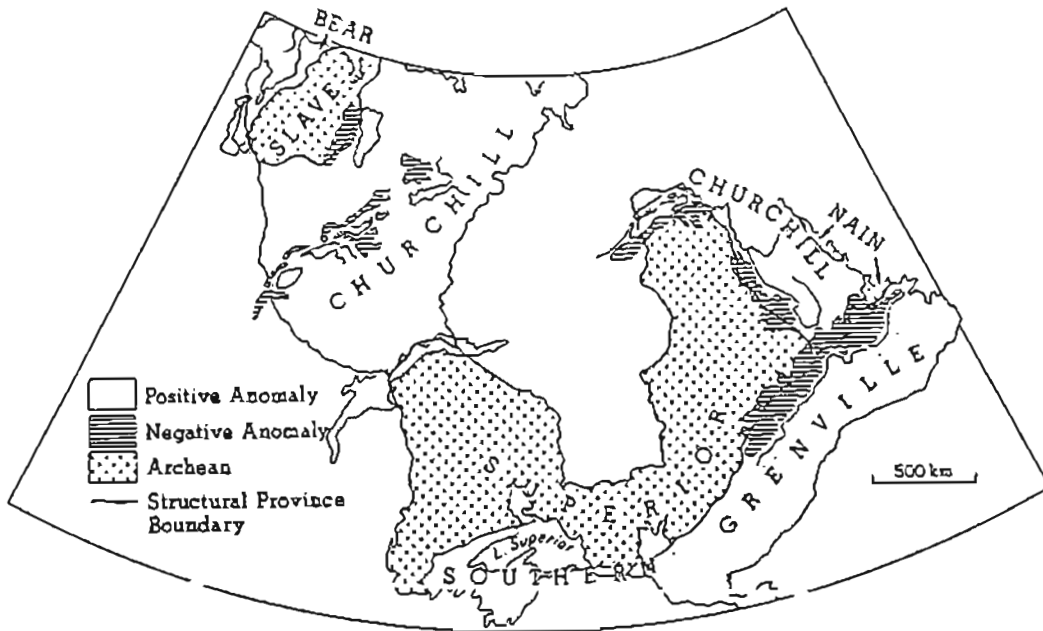 BEAR
SLAVE
CHURCHILL
CHURCHILL
NAIN
Positive Anomaly
Negative Anomaly
Archean
Structural Province
Boundary
SUPERIOR
GRENVILLE
500 km
L. Superior
SOUTHERN